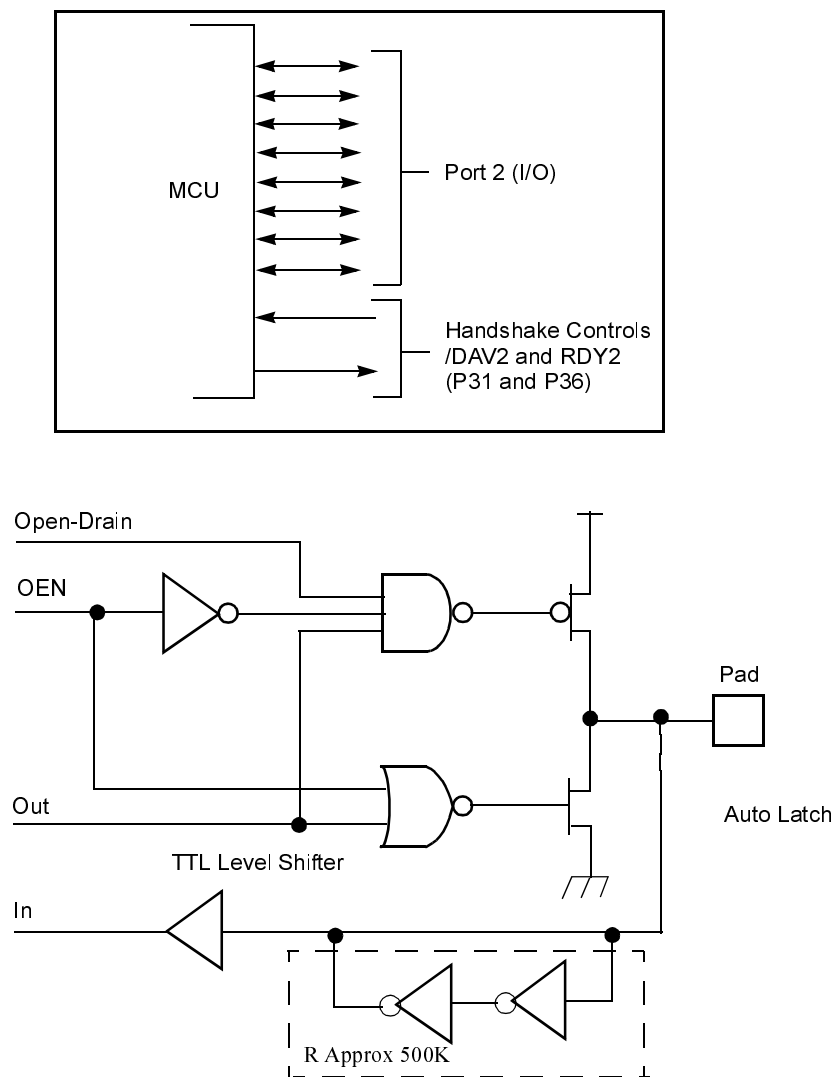 MCU
Port 2 (I/O)
Handshake Controls
/DAV2 and RDY2
(P31 and P36)
Open-Drain
OEN
Pad
Out
Auto Latch
TTL Level Shifter
In
R Approx 500K